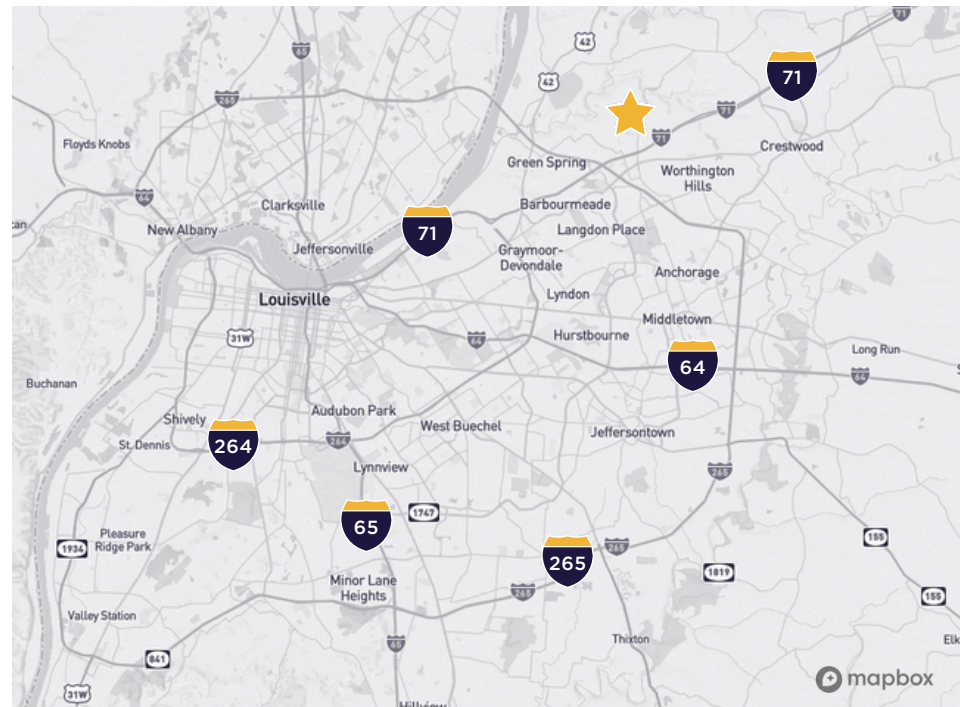 71
65
42
71
42
265
71
71
Floyds Knobs
Crestwood
Green Spring
Worthington
Hills
64
Clarksville
Barbourmeade
New Albany
71
Langdon Place
Jeffersonville
Graymoor-
Devondale
Anchorage
Louisville
Lyndon
Middletown
31W
64
Hurstbourne
Long Run
64
64
Buchanan
Audubon Park
Shively
West Buechel
Jeffersontown
St. Dennis
264
264
Lynnview
265
65
1747
Pleasure
Ridge Park
1934
155
265
265
Minor Lane
Heights
265
1819
155
Valley Station
Thixton
65
841
31W
mapbox
Hillview